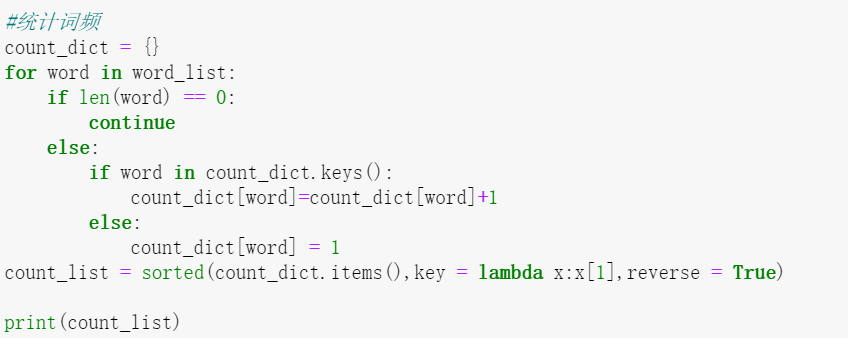 #统计词频
count_dict = {}
for word in word_list:
    if len(word) == 0:
        continue
    else:
        if word in count_dict.keys():
            count_dict[word]=count_dict[word]+1
        else:
            count_dict[word] = 1
count_list = sorted(count_dict.items(),key = lambda x:x[1],reverse = True)
print(count_list)